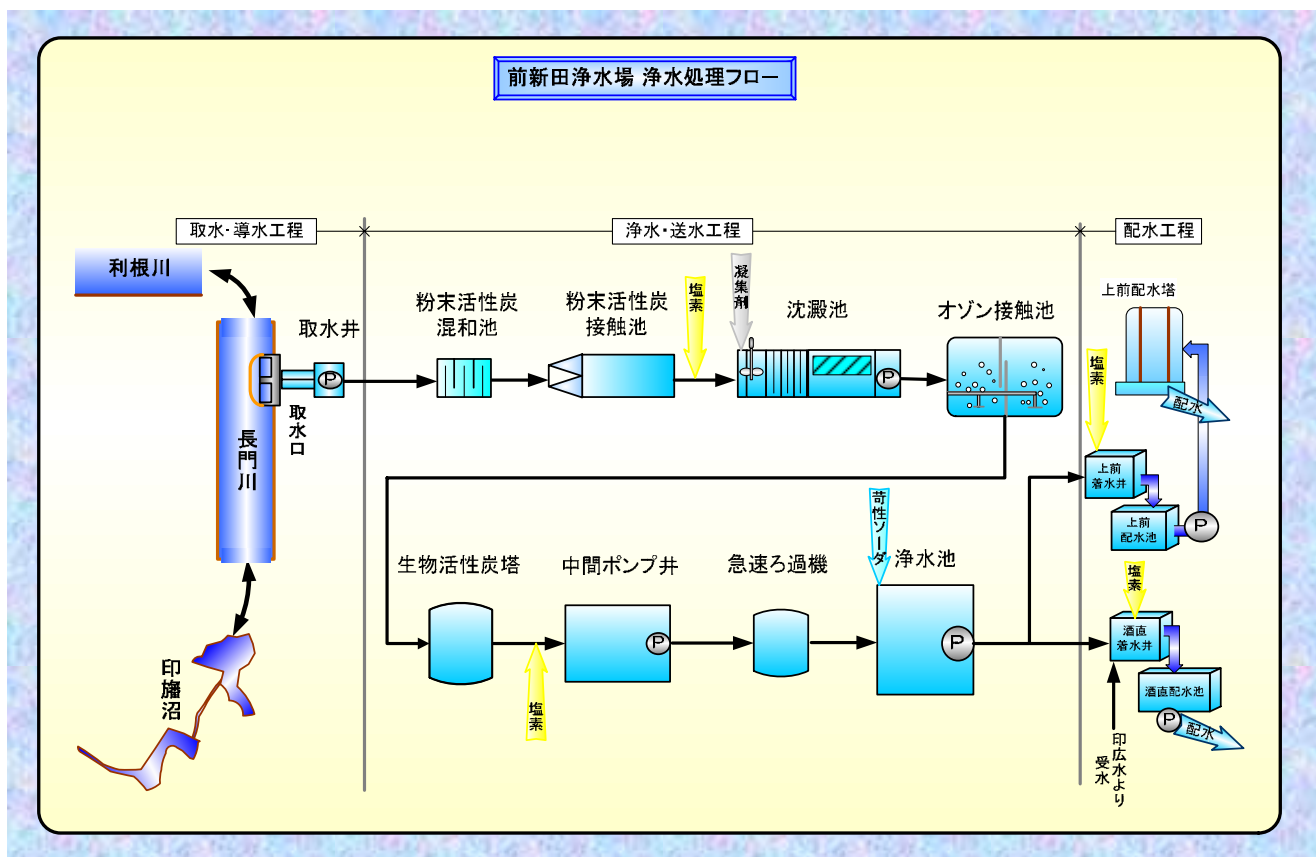 前新田浄水場 浄水処理フロー
取水・導水工程
浄水・送水工程
配水工程
利根川
取水井
P
取水口
長門川
印旛沼
粉末活性炭
混和池
粉末活性炭
接触池
塩素
凝集剤
沈澱池
P
オゾン接触池
上前配水塔
配水
塩素
上前
着水井
上前
配水池
P
生物活性炭塔
塩素
中間ポンプ井
P
急速ろ過機
苛性ソーダ
浄水池
P
塩素
酒直
着水井
酒直配水池
P
配水
印広水より
受水